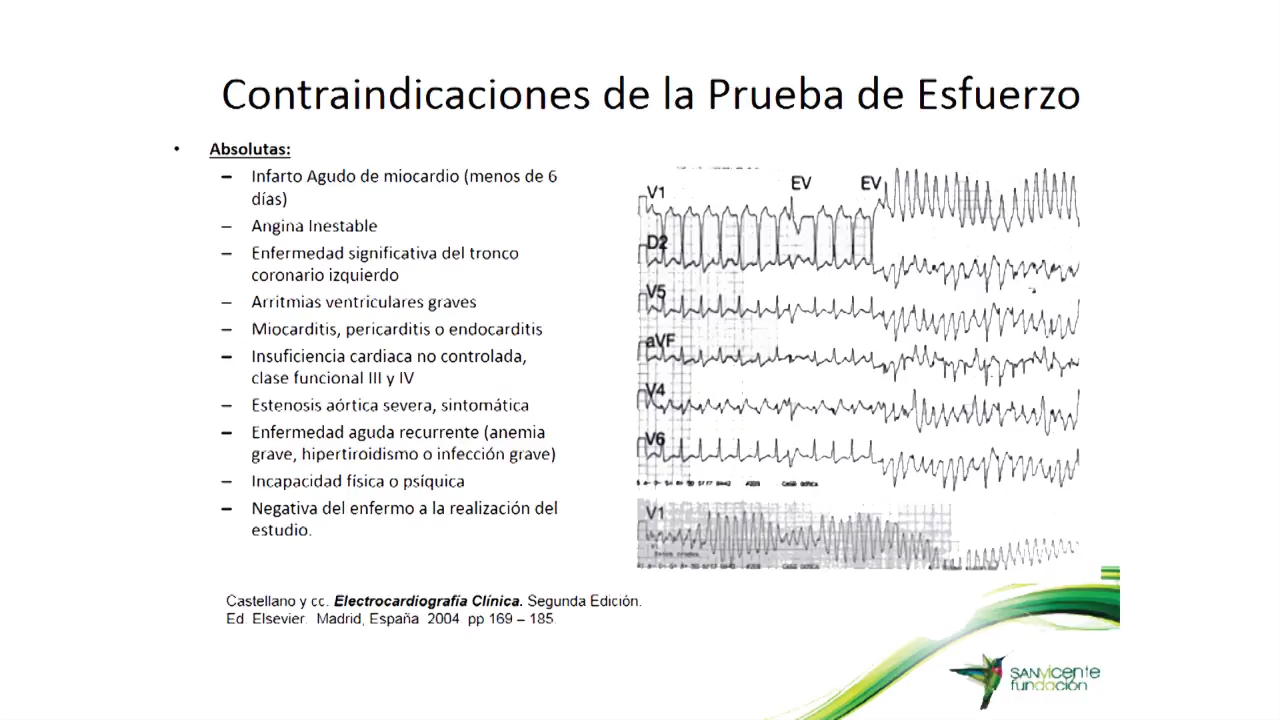 Contraindicaciones de la Prueba de Esfuerzo
• Absolutas:
– Infarto Agudo de miocardio (menos de 6
días)
– Angina Inestable
– Enfermedad significativa del tronco
coronario izquierdo
– Arritmias ventriculares graves
– Miocarditis, pericarditis o endocarditis
– Insuficiencia cardiaca no controlada,
clase funcional III y IV
– Estenosis aórtica severa, sintomática
– Enfermedad aguda recurrente (anemia
grave, hipertiroidismo o infección grave)
– Incapacidad física o psíquica
– Negativa del enfermo a la realización del
estudio.
EV EV
V1
D2
V5
aVF
V4
V6
V1
Castellano y cc. Electrocardiografía Clínica. Segunda Edición.
Ed. Elsevier. Madrid, España 2004 pp 169 – 185.
SANVicente
fundación